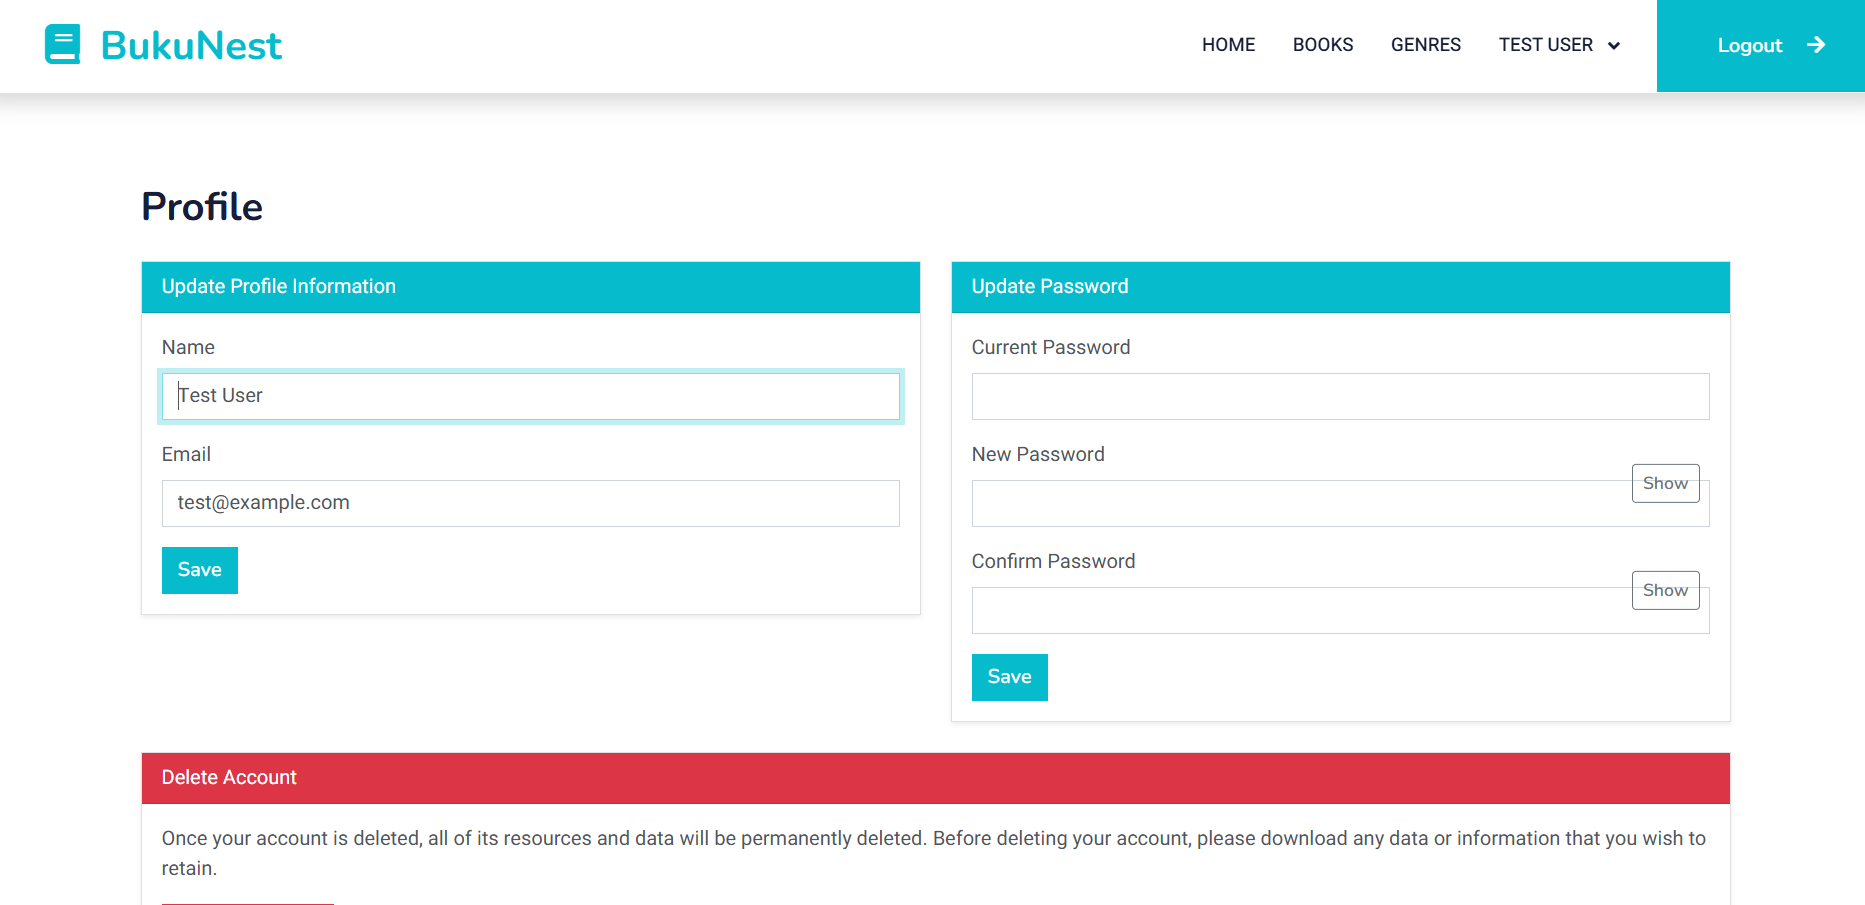 BukuNest
HOME BOOKS GENRES TEST USER Logout
Profile
Update Profile Information
Name
Test User
Email
test@example.com
Save
Update Password
Current Password
New Password
Show
Confirm Password
Show
Save
Delete Account
Once your account is deleted, all of its resources and data will be permanently deleted. Before deleting your account, please download any data or information that you wish to
retain.